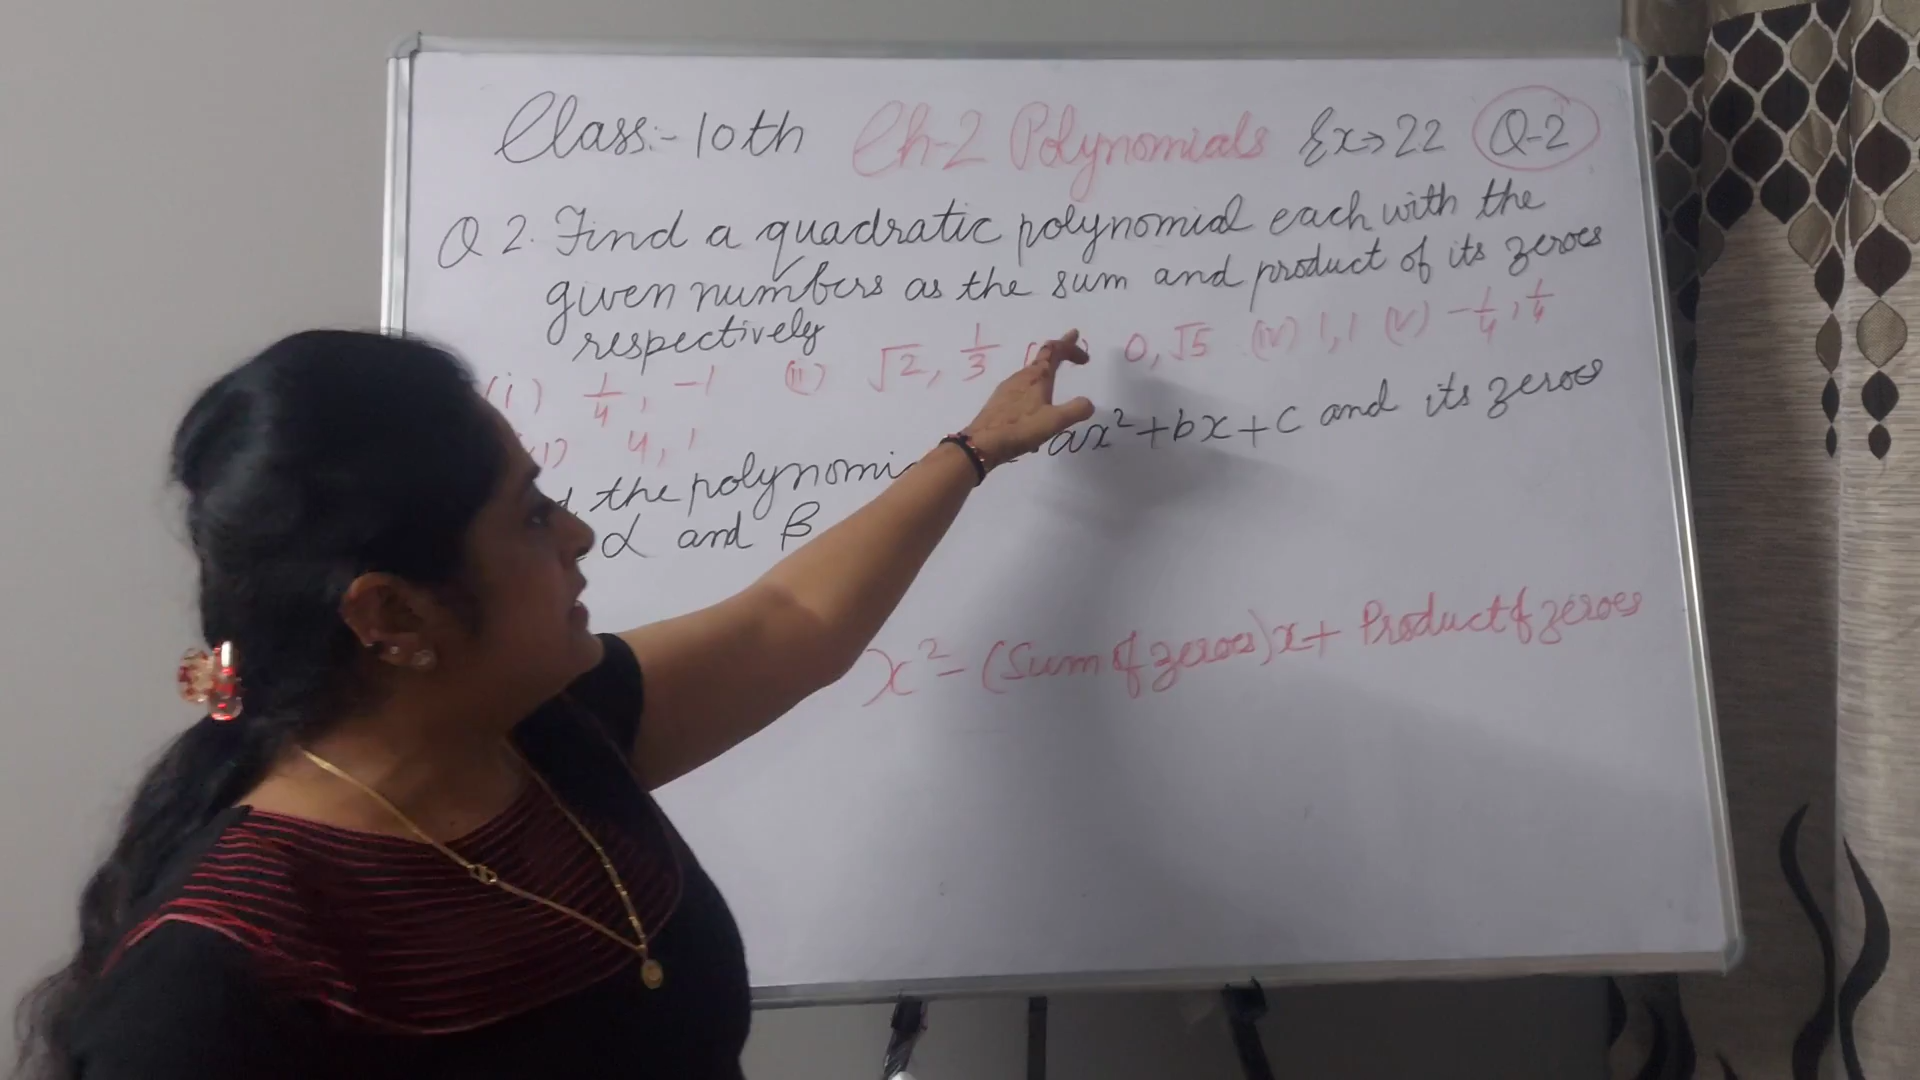 Class:- 10th Ch-2 Polynomials Ex→22 Q-2
Q 2. Find a quadratic polynomial each with the
given numbers as the sum and product of its zeroes
respectively
(i) 1/4, -1 (ii) √2, 1/3 0, √5 (iv) 1, 1 (v) -1/4, 1/4
4, 1
the polynomi ax²+bx+c and its zeroes
α and β
x²-(Sum of zeroes)x+ Product of zeroes